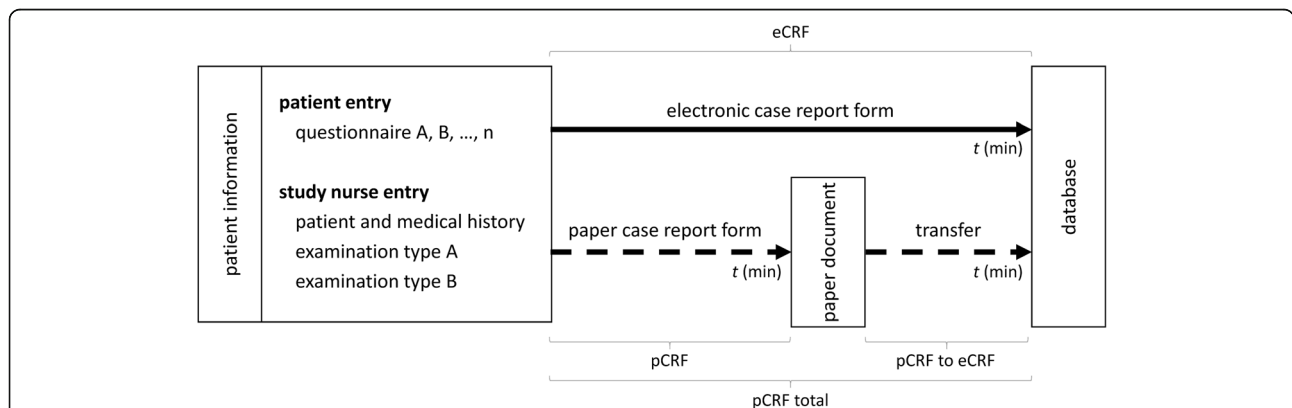 eCRF
patient information
patient entry
questionnaire A, B, ..., n
study nurse entry
patient and medical history
examination type A
examination type B
electronic case report form
t (min)
paper case report form
t (min)
paper document
transfer
t (min)
database
pCRF
pCRF to eCRF
pCRF total